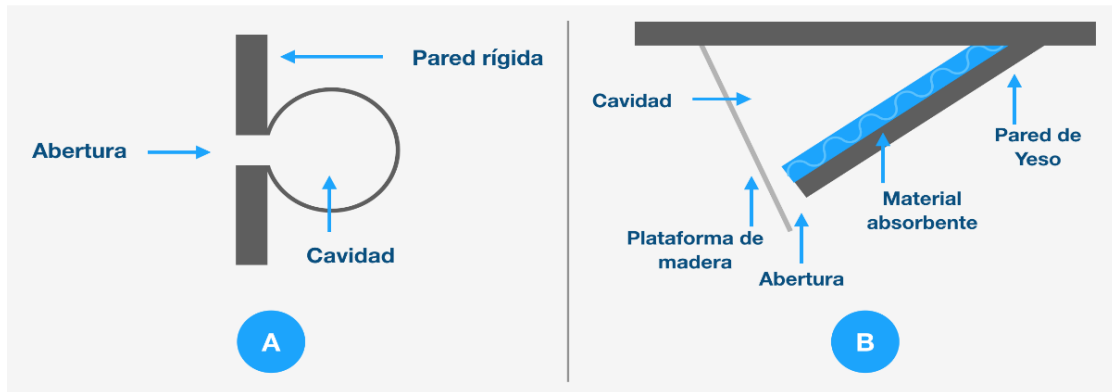 Pared rígida
Abertura
Cavidad
A
Cavidad
Pared de
Yeso
Material
absorbente
Plataforma de
madera
Abertura
B